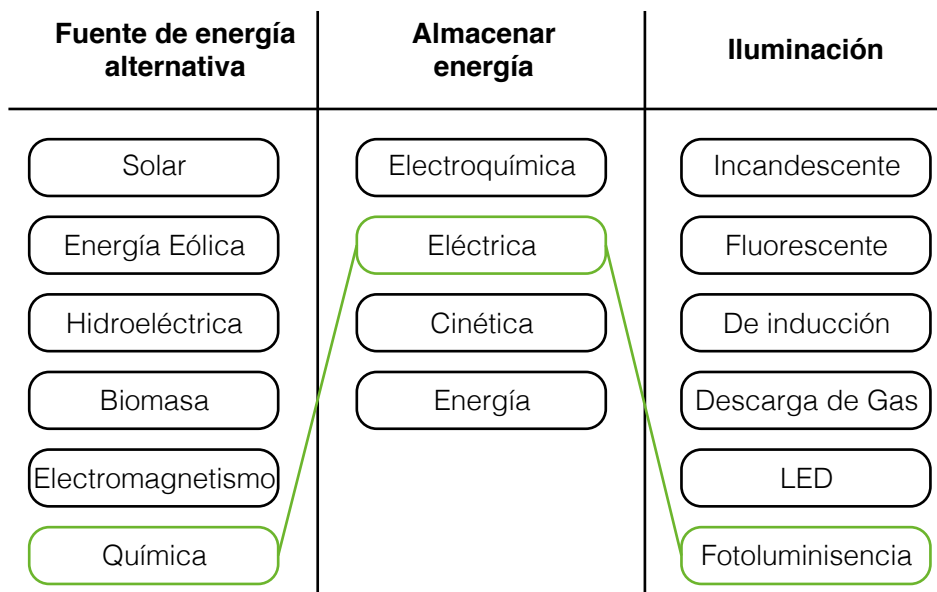 Fuente de energía
alternativa
Almacenar
energía
Iluminación
Solar
Electroquímica
Incandescente
Energía Eólica
Eléctrica
Fluorescente
Hidroeléctrica
Cinética
De inducción
Biomasa
Energía
Descarga de Gas
Electromagnetismo
LED
Química
Fotoluminisencia